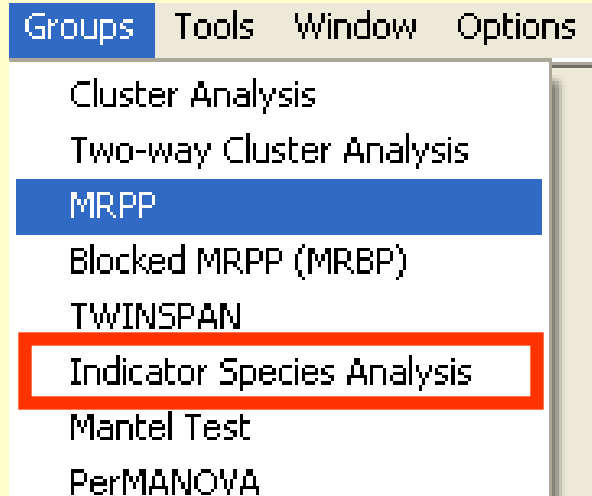 Groups Tools Window Options
Cluster Analysis
Two-way Cluster Analysis
MRPP
Blocked MRPP (MRBP)
TWINSPAN
Indicator Species Analysis
Mantel Test
PerMANOVA